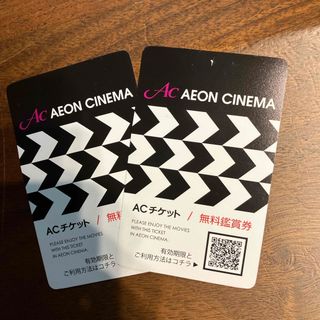 Ac AEON CINEMA
ACチケット / 無料
PLEASE ENJOY THE MOVIES
WITH THIS TICKET
IN AEON CINEMA.
有効期限と
ご利用方法はコチラ
Ac AEON CINEMA
ACチケット / 無料鑑賞券
PLEASE ENJOY THE MOVIES
WITH THIS TICKET
IN AEON CINEMA.
有効期限と
ご利用方法はコチラ▶